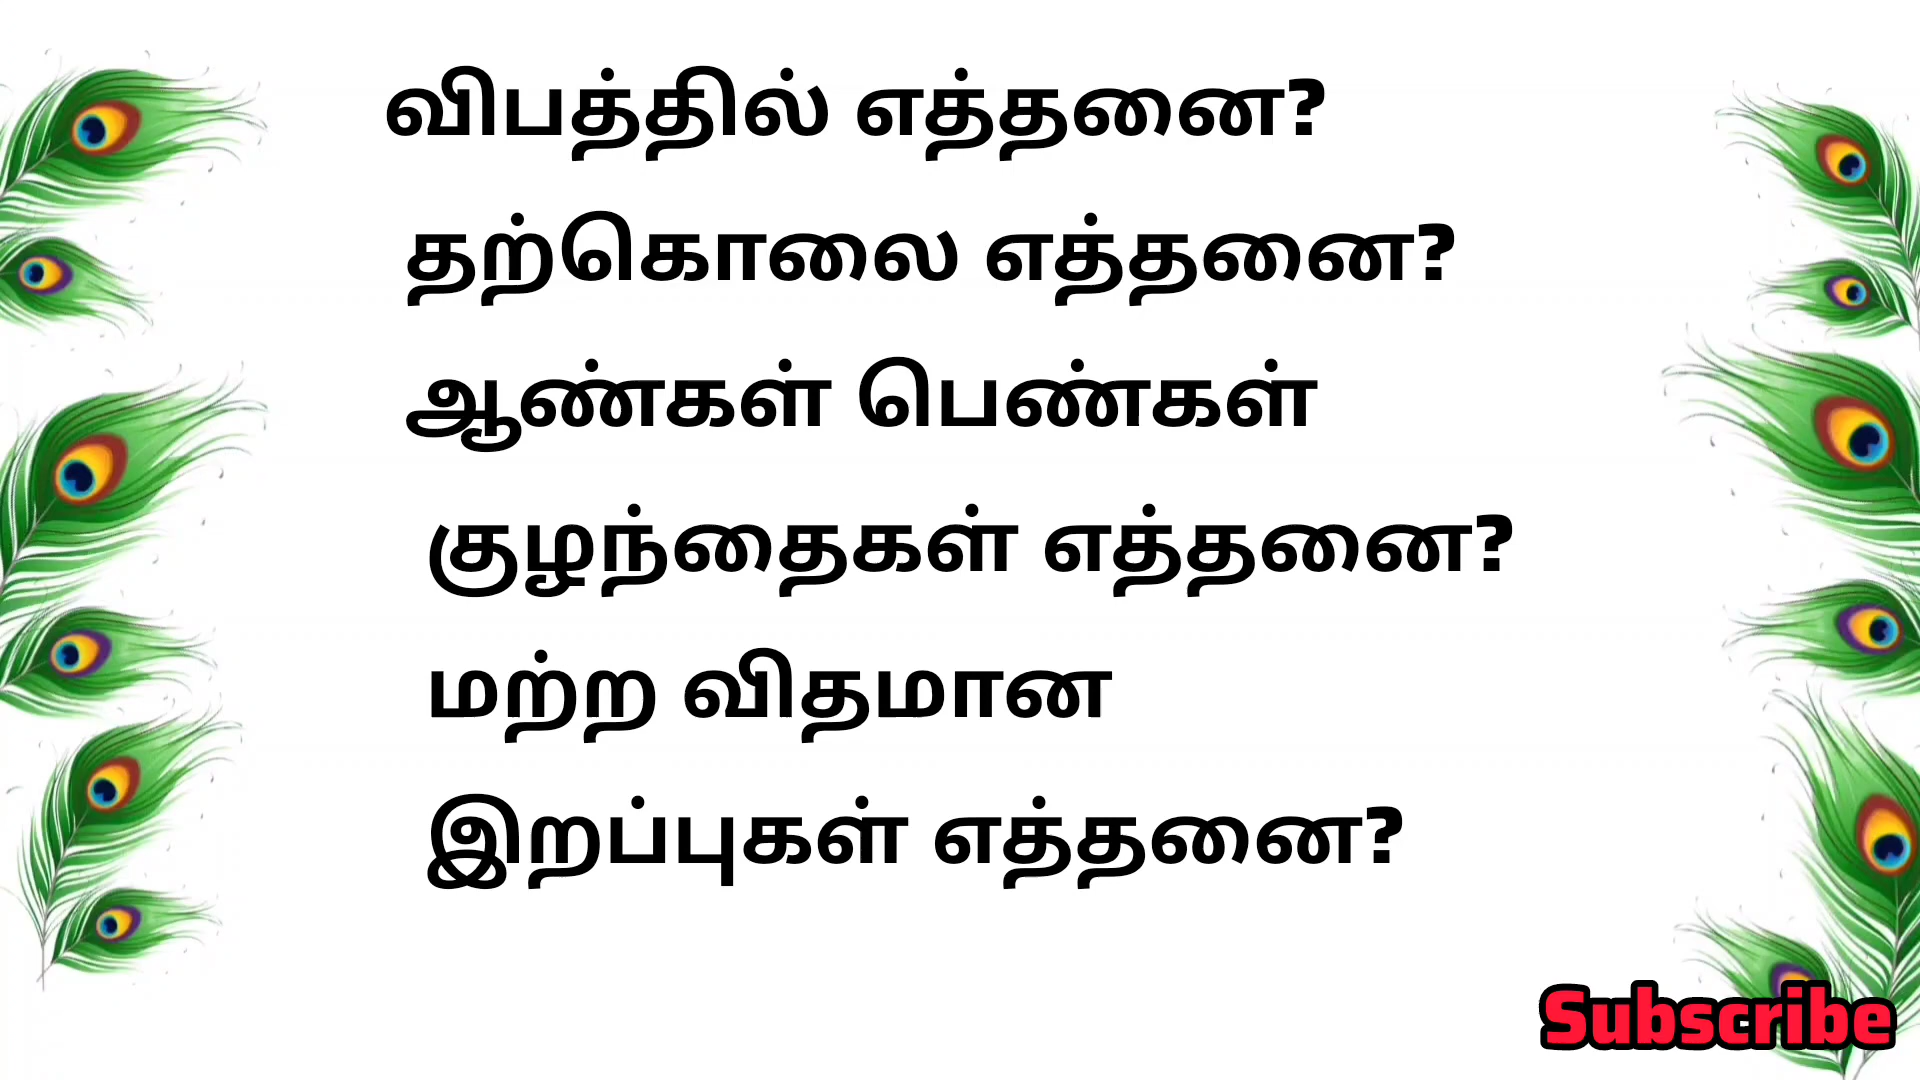 விபத்தில் எத்தனை?
தற்கொலை எத்தனை?
ஆண்கள் பெண்கள்
குழந்தைகள் எத்தனை?
மற்ற விதமான
இறப்புகள் எத்தனை?
Subscribe